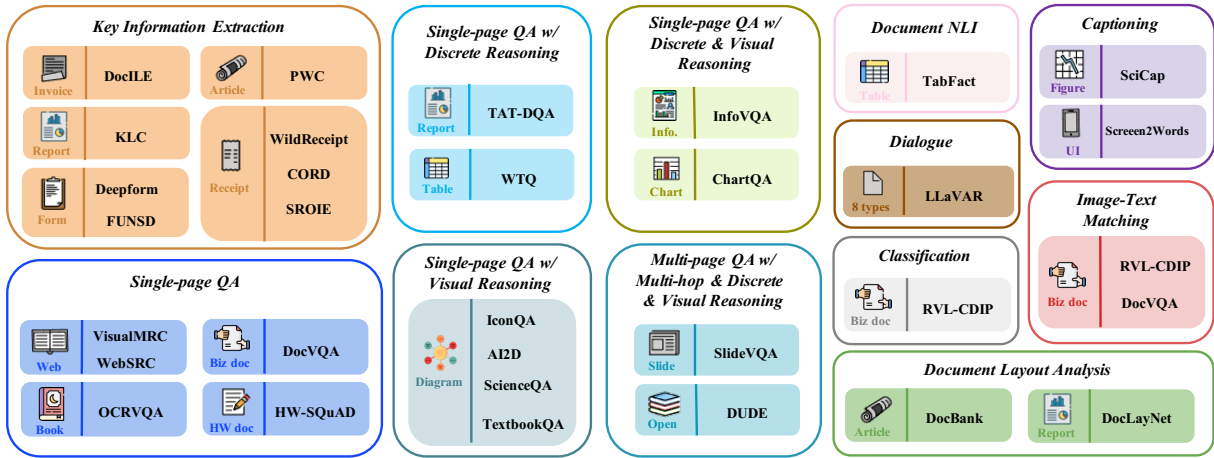 Key Information Extraction
Invoice
DocILE
Article
PWC
Report
KLC
Receipt
WildReceipt
CORD
SROIE
Form
Deepform
FUNSD
Single-page QA w/
Discrete Reasoning
Report
TAT-DQA
Table
WTQ
Single-page QA w/
Discrete & Visual
Reasoning
Info.
InfoVQA
Chart
ChartQA
Document NLI
Table
TabFact
Captioning
Figure
SciCap
UI
Screeen2Words
Dialogue
8 types
LLaVAR
Image-Text
Matching
Biz doc
RVL-CDIP
DocVQA
Classification
Biz doc
RVL-CDIP
Single-page QA
Web
VisualMRC
WebSRC
Biz doc
DocVQA
Book
OCRVQA
HW doc
HW-SQuAD
Single-page QA w/
Visual Reasoning
Diagram
IconQA
AI2D
ScienceQA
TextbookQA
Multi-page QA w/
Multi-hop & Discrete
& Visual Reasoning
Slide
SlideVQA
Open
DUDE
Document Layout Analysis
Article
DocBank
Report
DocLayNet